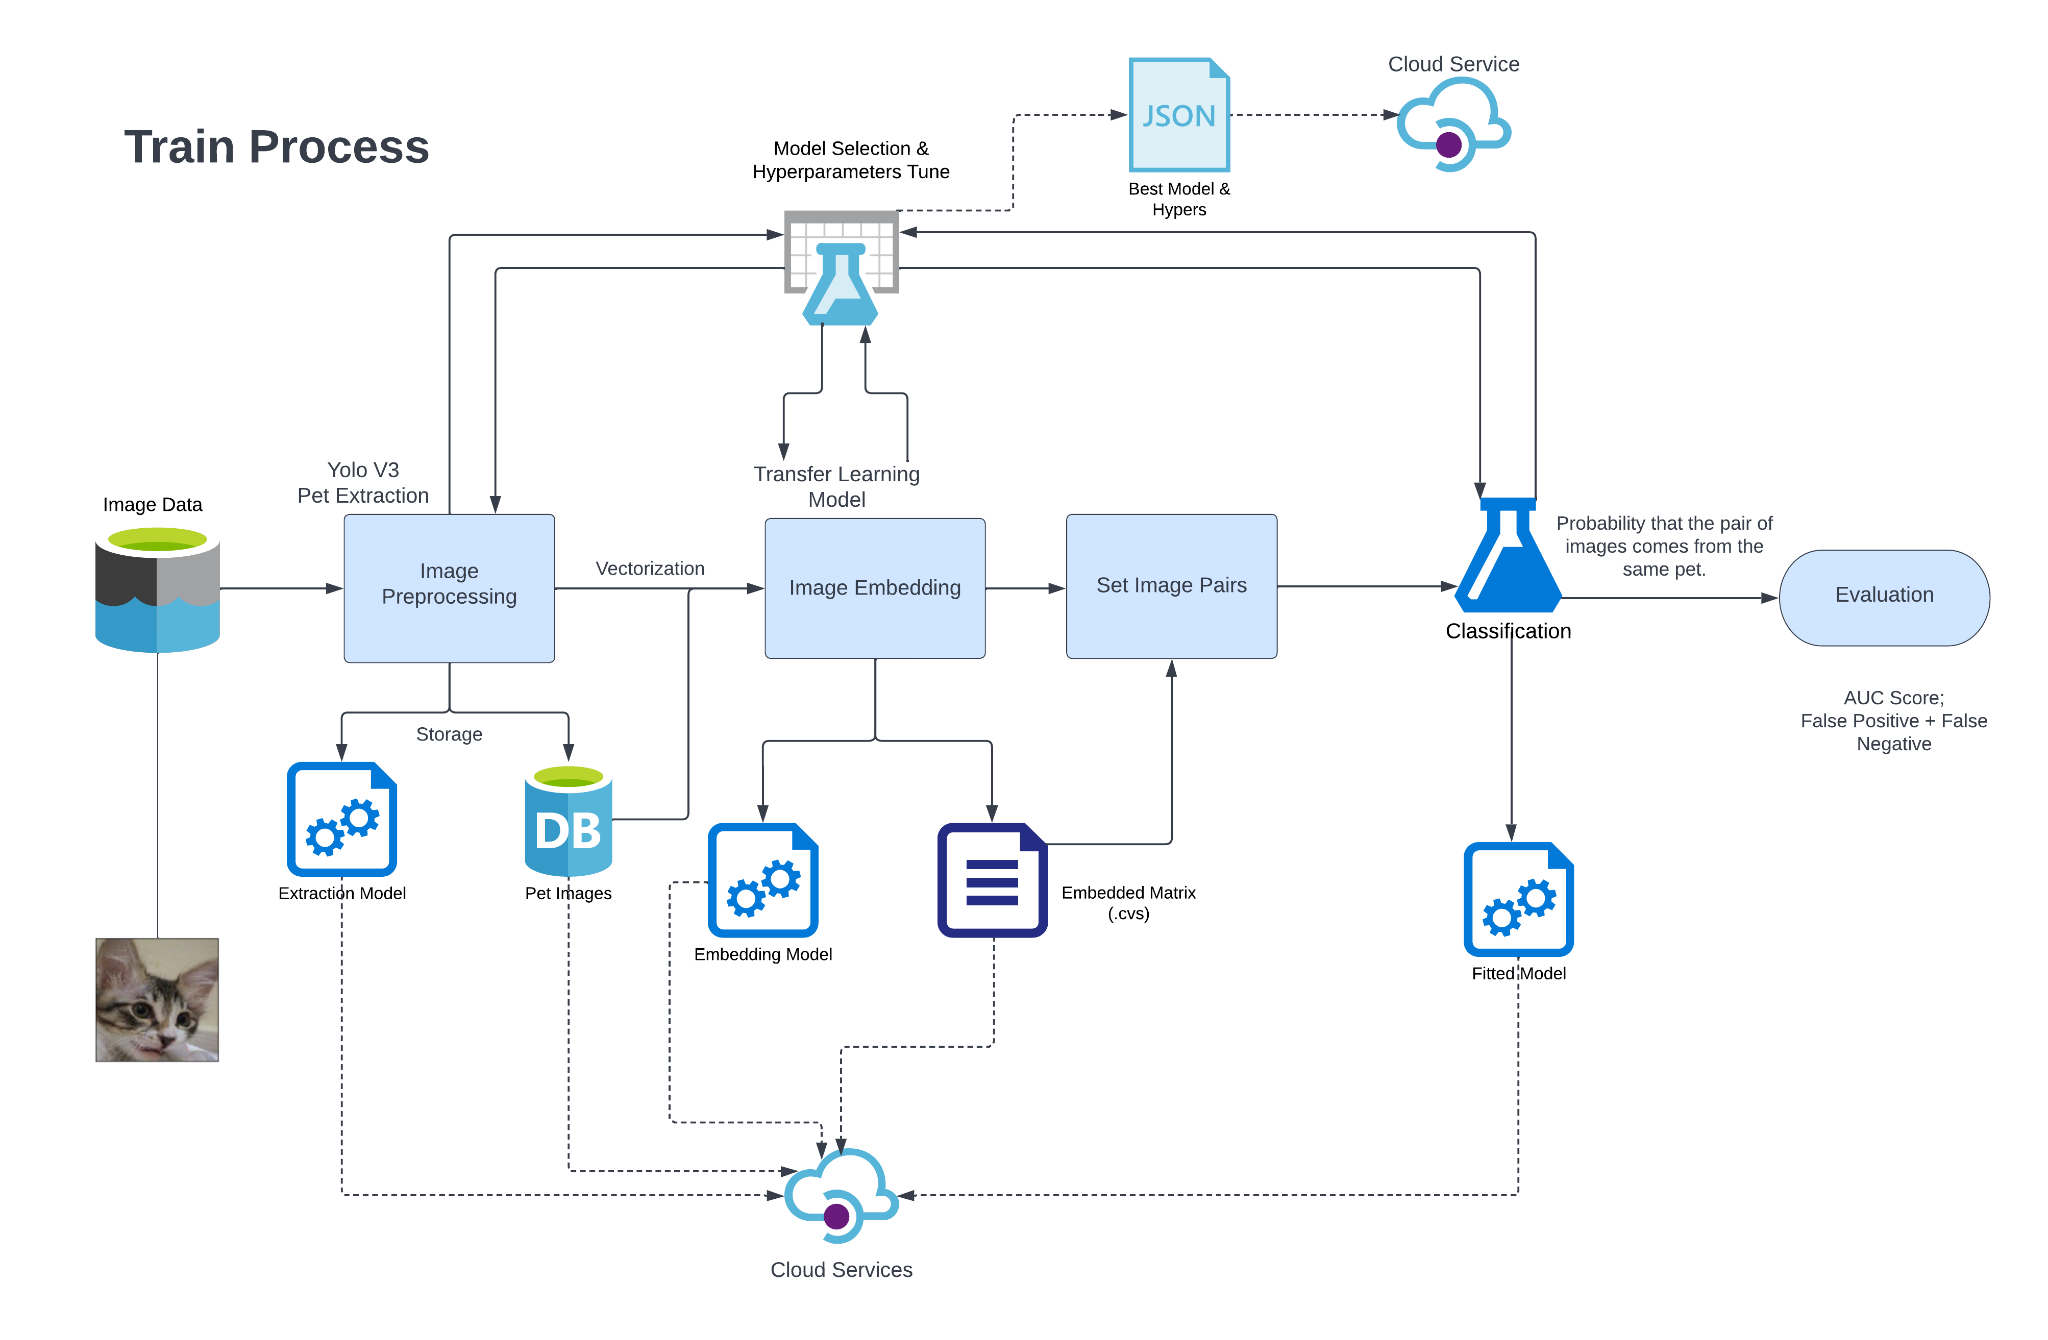 Cloud Service
JSON
Train Process
Model Selection &
Hyperparameters Tune
Best Model &
Hypers
Yolo V3
Pet Extraction
Transfer Learning
Model
Image Data
Probability that the pair of
images comes from the
same pet.
Image
Preprocessing
Vectorization
Image Embedding
Set Image Pairs
Evaluation
Classification
AUC Score;
False Positive + False
Negative
Storage
DB
Extraction Model
Pet Images
Embedded Matrix
(.cvs)
Embedding Model
Fitted Model
Cloud Services